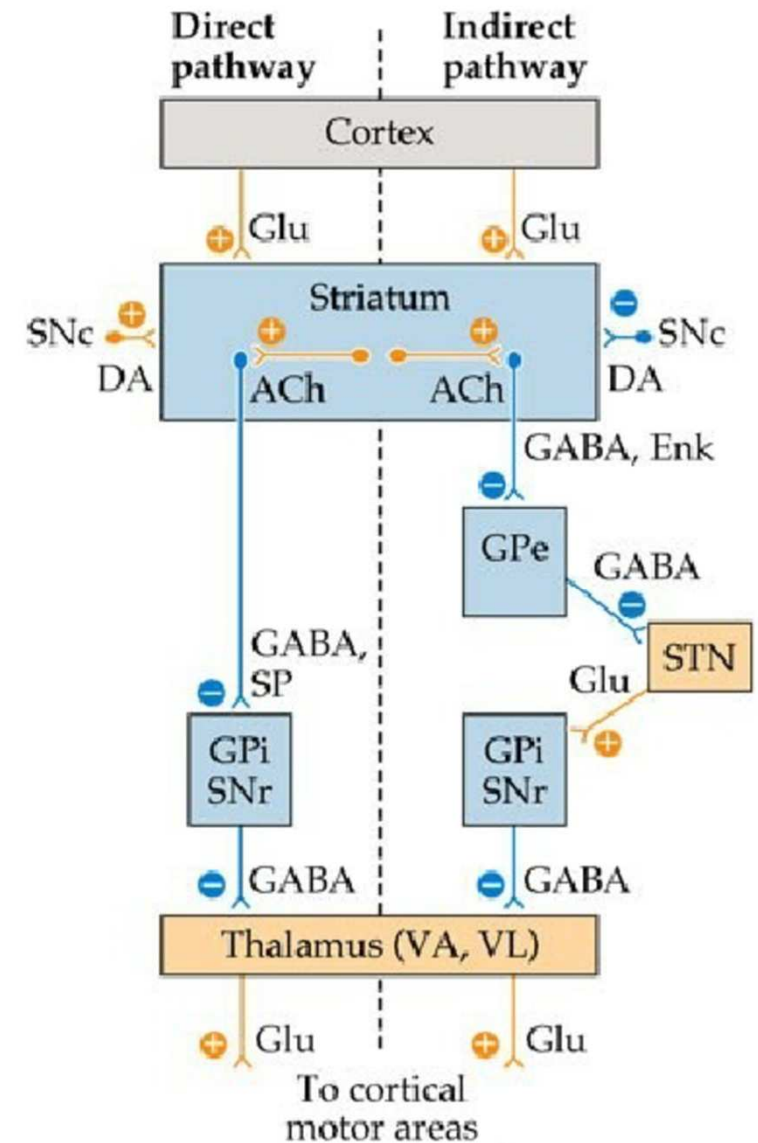 Direct
pathway
Indirect
pathway
Cortex
Glu
Glu
+
+
Striatum
+
SNc
DA
+
ACh
+
ACh
−
SNc
DA
GABA, Enk
−
GPe
GABA
−
STN
Glu
+
GABA,
SP
−
GPi
SNr
GPi
SNr
−
GABA
−
GABA
Thalamus (VA, VL)
+
Glu
+
Glu
To cortical
motor areas